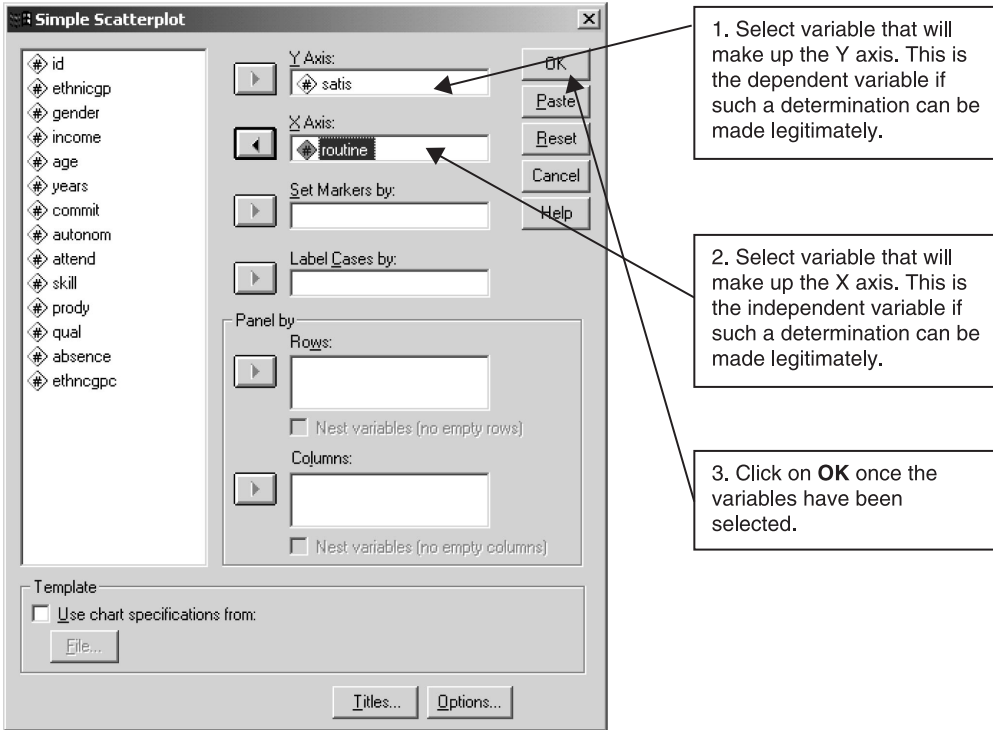 Simple Scatterplot
id
ethnicgp
gender
income
age
years
commit
autonom
attend
skill
prody
qual
absence
ethncgpc
Y Axis:
satis
X Axis:
routine
Set Markers by:
Label Cases by:
Panel by
Rows:
Nest variables (no empty rows)
Columns:
Nest variables (no empty columns)
OK
Paste
Reset
Cancel
Help
Template
Use chart specifications from:
File...
Titles...
Options...
1. Select variable that will
make up the Y axis. This is
the dependent variable if
such a determination can be
made legitimately.
2. Select variable that will
make up the X axis. This is
the independent variable if
such a determination can be
made legitimately.
3. Click on OK once the
variables have been
selected.